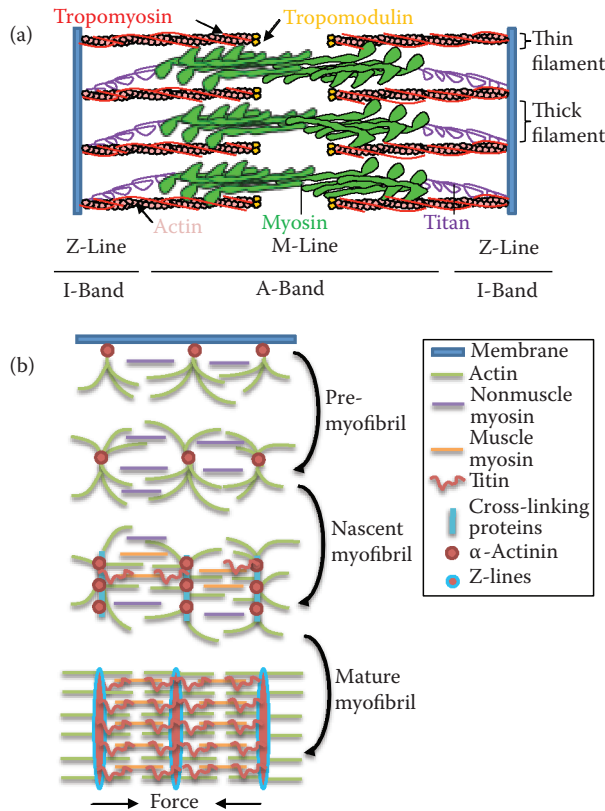 (a)
Tropomyosin
Tropomodulin
Thin
filament
Thick
filament
Actin
Myosin
Titan
Z-Line
M-Line
Z-Line
I-Band
A-Band
I-Band
(b)
Pre-
myofibril
Nascent
myofibril
Mature
myofibril
Force
Membrane
Actin
Nonmuscle
myosin
Muscle
myosin
Titin
Cross-linking
proteins
α-Actinin
Z-lines